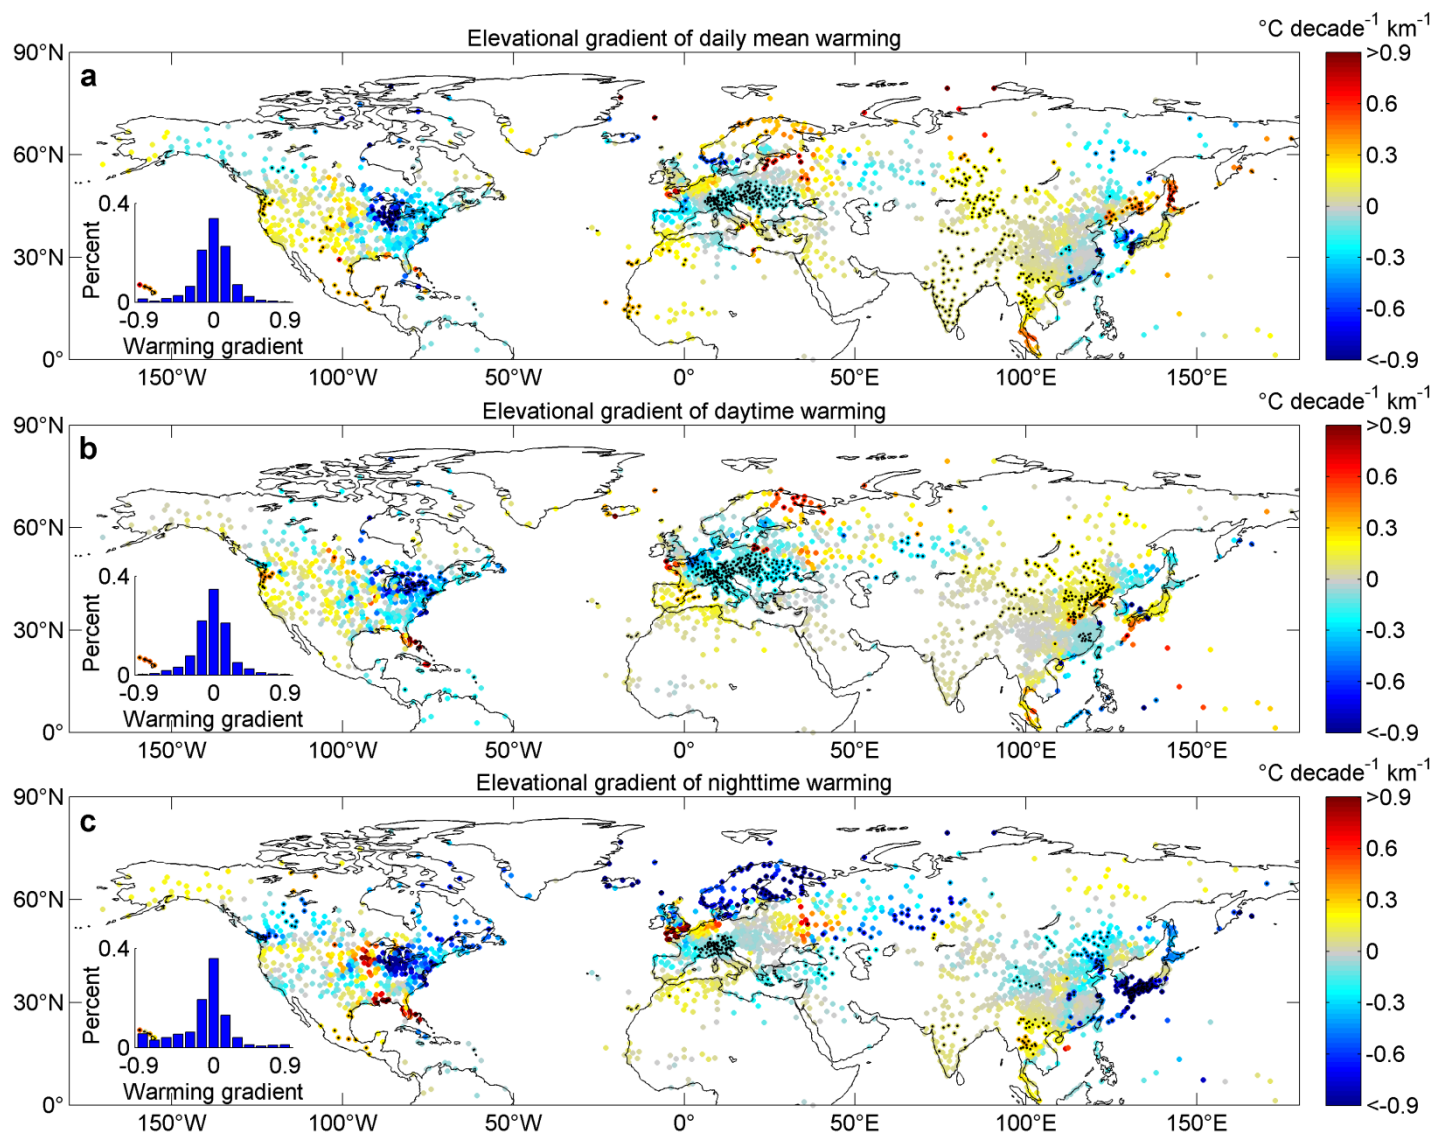 °C decade⁻¹ km⁻¹
Elevational gradient of daily mean warming
a
90°N
60°N
30°N
0°
150°W
100°W
50°W
0°
50°E
100°E
150°E
0.4
0
Percent
-0.9
0
0.9
Warming gradient
>0.9
0.6
0.3
0
-0.3
-0.6
<-0.9
°C decade⁻¹ km⁻¹
Elevational gradient of daytime warming
b
90°N
60°N
30°N
0°
150°W
100°W
50°W
0°
50°E
100°E
150°E
0.4
0
Percent
-0.9
0
0.9
Warming gradient
>0.9
0.6
0.3
0
-0.3
-0.6
<-0.9
°C decade⁻¹ km⁻¹
Elevational gradient of nighttime warming
c
90°N
60°N
30°N
0°
150°W
100°W
50°W
0°
50°E
100°E
150°E
0.4
0
Percent
-0.9
0
0.9
Warming gradient
>0.9
0.6
0.3
0
-0.3
-0.6
<-0.9